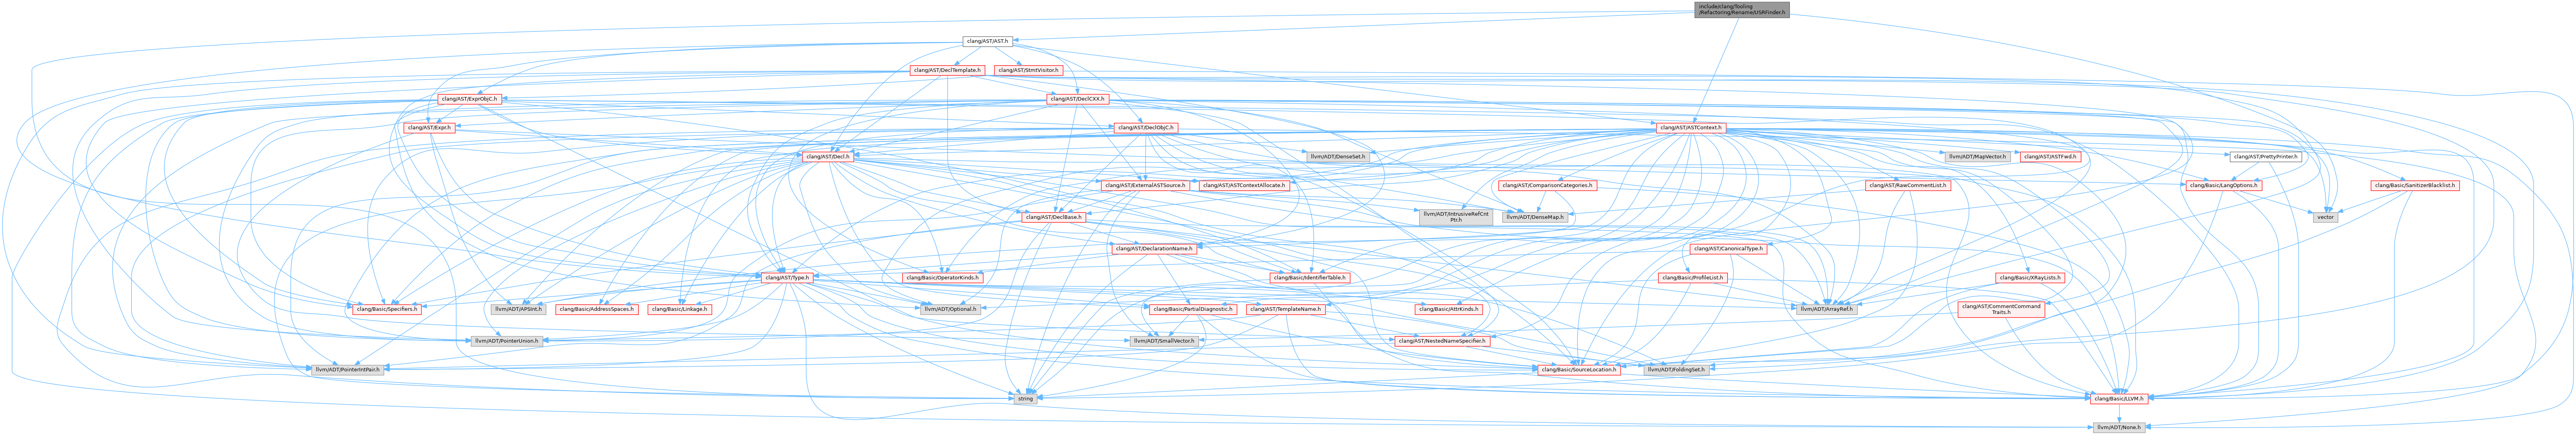 include/clang/Tooling
/Refactoring/Rename/USRFinder.h
clang/AST/AST.h
clang/AST/DeclTemplate.h
clang/AST/StmtVisitor.h
clang/AST/ExprObjC.h
clang/AST/DeclCXX.h
clang/AST/Expr.h
clang/AST/DeclObjC.h
clang/AST/ASTContext.h
clang/AST/Decl.h
llvm/ADT/DenseSet.h
llvm/ADT/MapVector.h
clang/AST/ASTFwd.h
clang/AST/PrettyPrinter.h
clang/AST/ExternalASTSource.h
clang/AST/ASTContextAllocate.h
clang/AST/ComparisonCategories.h
clang/AST/RawCommentList.h
clang/Basic/LangOptions.h
clang/Basic/SanitizerBlacklist.h
clang/AST/DeclBase.h
llvm/ADT/IntrusiveRefCnt
Ptr.h
llvm/ADT/DenseMap.h
vector
clang/AST/DeclarationName.h
clang/AST/CanonicalType.h
clang/AST/Type.h
clang/Basic/OperatorKinds.h
clang/Basic/IdentifierTable.h
clang/Basic/ProfileList.h
clang/Basic/XRayLists.h
clang/Basic/Specifiers.h
llvm/ADT/APSInt.h
clang/Basic/AddressSpaces.h
clang/Basic/Linkage.h
llvm/ADT/Optional.h
clang/Basic/PartialDiagnostic.h
clang/AST/TemplateName.h
clang/Basic/AttrKinds.h
llvm/ADT/ArrayRef.h
clang/AST/CommentCommand
Traits.h
llvm/ADT/PointerUnion.h
llvm/ADT/SmallVector.h
clang/AST/NestedNameSpecifier.h
llvm/ADT/PointerIntPair.h
clang/Basic/SourceLocation.h
llvm/ADT/FoldingSet.h
string
clang/Basic/LLVM.h
llvm/ADT/None.h